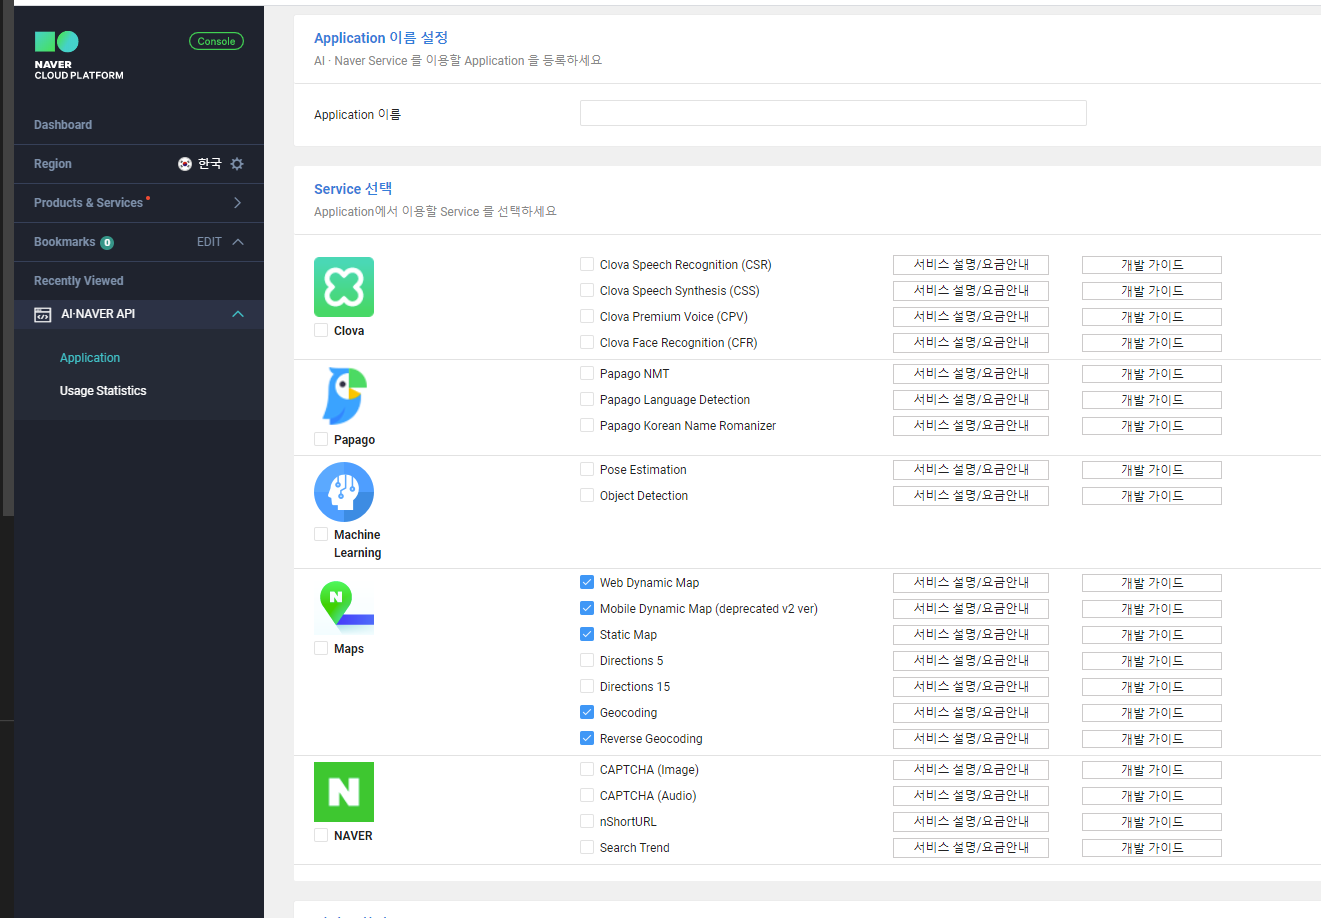 NAVER
CLOUD PLATFORM
Console
Dashboard
Region 한국
Products & Services
Bookmarks 0 EDIT
Recently Viewed
AI·NAVER API
Application
Usage Statistics
Application 이름 설정
AI · Naver Service 를 이용할 Application 을 등록하세요
Application 이름
Service 선택
Application에서 이용할 Service 를 선택하세요
Clova
Clova Speech Recognition (CSR) 서비스 설명/요금안내 개발 가이드
Clova Speech Synthesis (CSS) 서비스 설명/요금안내 개발 가이드
Clova Premium Voice (CPV) 서비스 설명/요금안내 개발 가이드
Clova Face Recognition (CFR) 서비스 설명/요금안내 개발 가이드
Papago
Papago NMT 서비스 설명/요금안내 개발 가이드
Papago Language Detection 서비스 설명/요금안내 개발 가이드
Papago Korean Name Romanizer 서비스 설명/요금안내 개발 가이드
Machine
Learning
Pose Estimation 서비스 설명/요금안내 개발 가이드
Object Detection 서비스 설명/요금안내 개발 가이드
N
Maps
Web Dynamic Map 서비스 설명/요금안내 개발 가이드
Mobile Dynamic Map (deprecated v2 ver) 서비스 설명/요금안내 개발 가이드
Static Map 서비스 설명/요금안내 개발 가이드
Directions 5 서비스 설명/요금안내 개발 가이드
Directions 15 서비스 설명/요금안내 개발 가이드
Geocoding 서비스 설명/요금안내 개발 가이드
Reverse Geocoding 서비스 설명/요금안내 개발 가이드
N
NAVER
CAPTCHA (Image) 서비스 설명/요금안내 개발 가이드
CAPTCHA (Audio) 서비스 설명/요금안내 개발 가이드
nShortURL 서비스 설명/요금안내 개발 가이드
Search Trend 서비스 설명/요금안내 개발 가이드